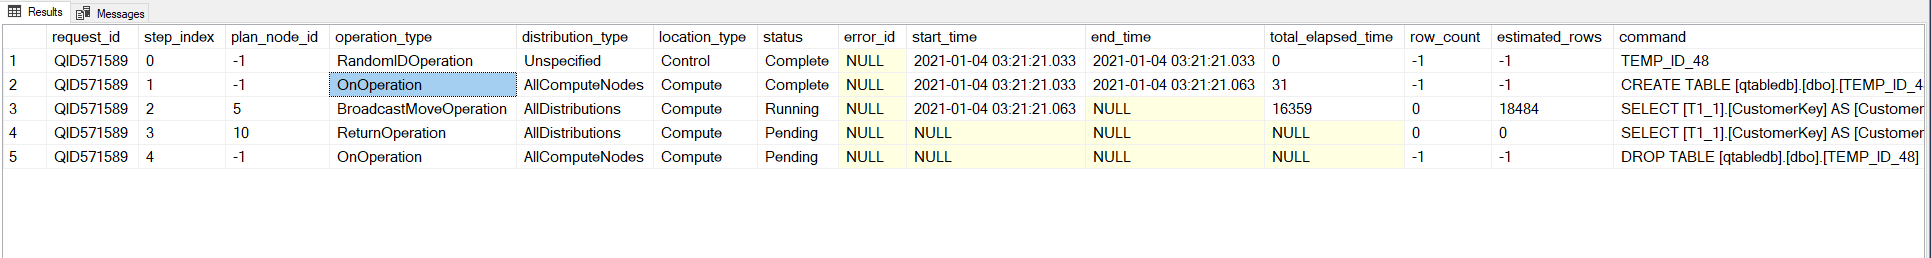 Results Messages
request_id step_index plan_node_id operation_type distribution_type location_type status error_id start_time end_time total_elapsed_time row_count estimated_rows command
1 QID571589 0 -1 RandomIDOperation Unspecified Control Complete NULL 2021-01-04 03:21:21.033 2021-01-04 03:21:21.033 0 -1 -1 TEMP_ID_48
2 QID571589 1 -1 OnOperation AllComputeNodes Compute Complete NULL 2021-01-04 03:21:21.033 2021-01-04 03:21:21.063 31 -1 -1 CREATE TABLE [qtabledb].[dbo].[TEMP_ID_4
3 QID571589 2 5 BroadcastMoveOperation AllDistributions Compute Running NULL 2021-01-04 03:21:21.063 NULL 16359 0 18484 SELECT [T1_1].[CustomerKey] AS [Customer
4 QID571589 3 10 ReturnOperation AllDistributions Compute Pending NULL NULL NULL NULL 0 0 SELECT [T1_1].[CustomerKey] AS [Customer
5 QID571589 4 -1 OnOperation AllComputeNodes Compute Pending NULL NULL NULL NULL -1 -1 DROP TABLE [qtabledb].[dbo].[TEMP_ID_48]